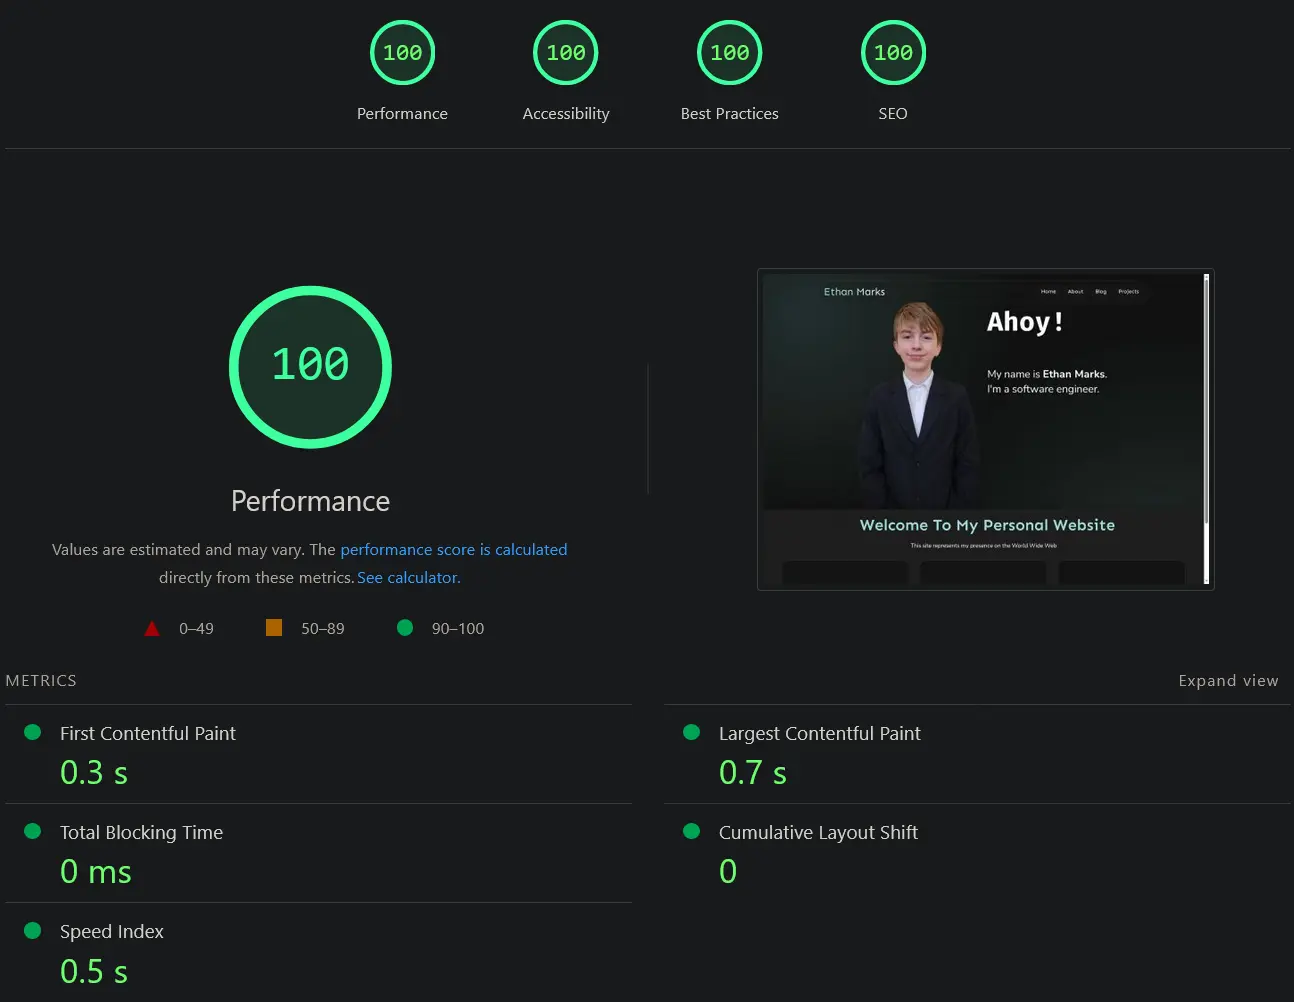 100
100
100
100
Performance
Accessibility
Best Practices
SEO
100
Performance
Values are estimated and may vary. The performance score is calculated
directly from these metrics. See calculator.
0–49
50–89
90–100
Ethan Marks
Home
About
Blog
Projects
Ahoy!
My name is Ethan Marks.
I'm a software engineer.
Welcome To My Personal Website
This site represents my presence on the World Wide Web
METRICS
Expand view
First Contentful Paint
0.3 s
Largest Contentful Paint
0.7 s
Total Blocking Time
0 ms
Cumulative Layout Shift
0
Speed Index
0.5 s